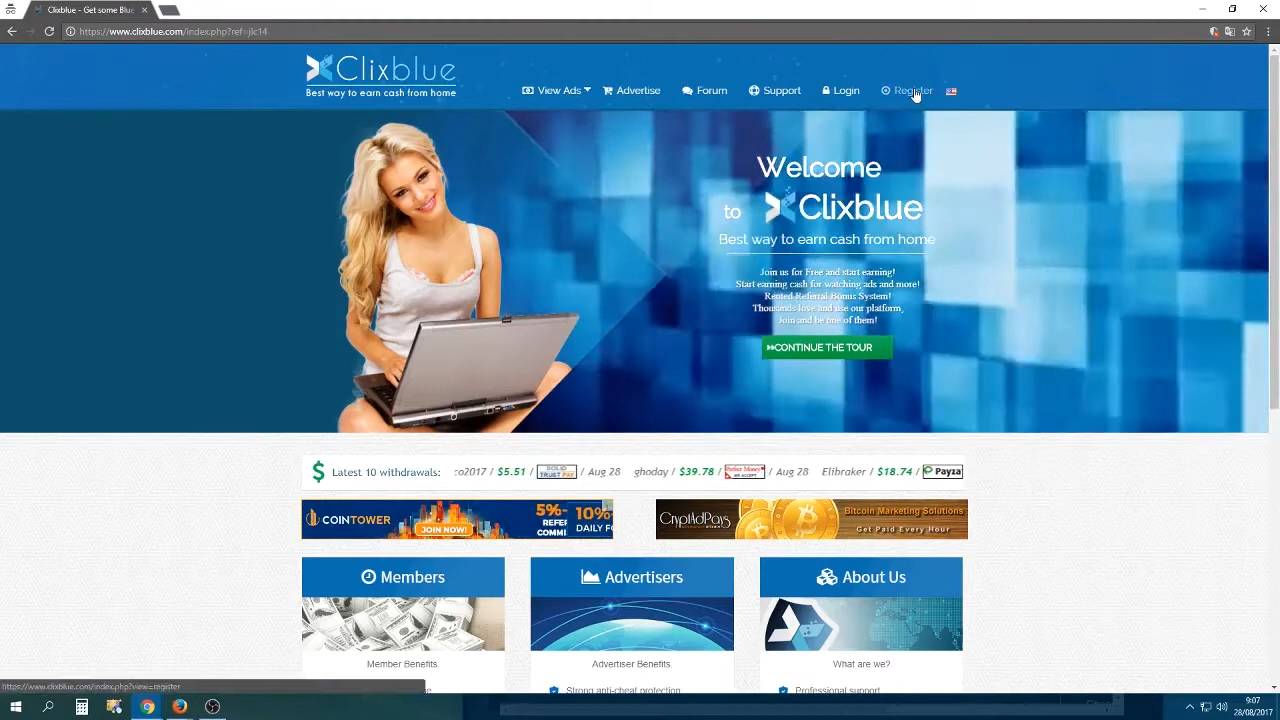 Clixblue - Get some Blue
https://www.clixblue.com/index.php?ref=jlc14
Clixblue
Best way to earn cash from home
View Ads
Advertise
Forum
Support
Login
Register
Welcome
to Clixblue
Best way to earn cash from home
Join us for Free and start earning!
Start earning cash for watching ads and more!
Rented Referral Bonus System!
Thousands love and use our platform,
Join and be one of them!
CONTINUE THE TOUR
Latest 10 withdrawals: co2017 / $5.51 / SOLID TRUST PAY / Aug 28 ghoday / $39.78 / Perfect Money WE ACCEPT / Aug 28 Elibraker / $18.74 / Payza
COINTOWER
JOIN NOW!
5%-
REFER
COMMI
10%
DAILY FO
CryptAdPays
Bitcoin Marketing Solutions
Get Paid Every Hour
Members
Advertisers
About Us
Member Benefits
Advertiser Benefits
What are we?
Strong anti-cheat protection
Professional support
https://www.clixblue.com/index.php?view=register
9:07
28/08/2017